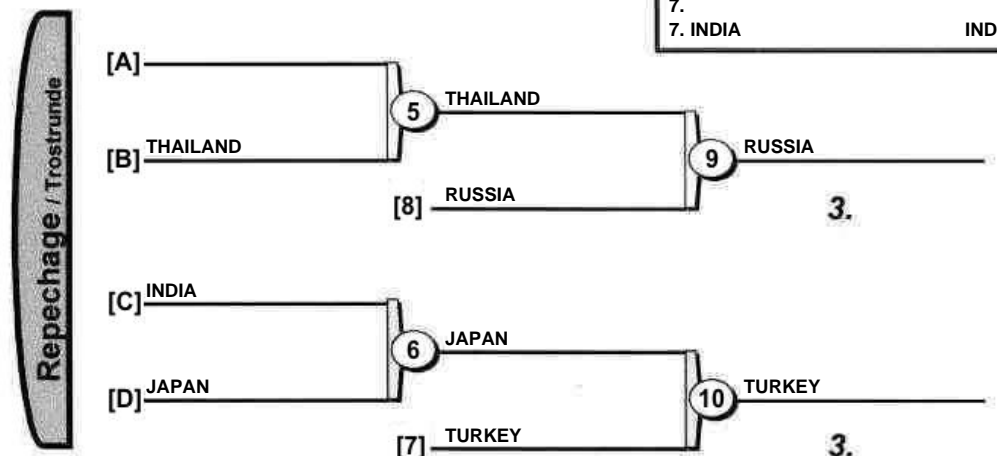 7.
7. INDIA IND
Repechage / Trostrunde
[A]
5 THAILAND
[B] THAILAND
9 RUSSIA
[8] RUSSIA
3.
[C] INDIA
6 JAPAN
[D] JAPAN
10 TURKEY
[7] TURKEY
3.